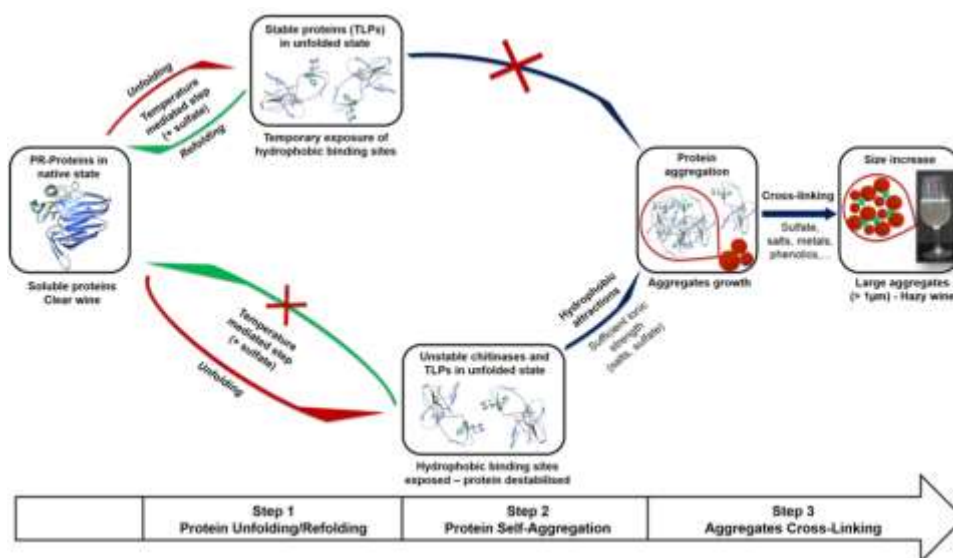 Stable proteins (TLPs)
in unfolded state
Temporary exposure of
hydrophobic binding sites
Unfolding
Temperature
mediated step
(+ sulfate)
Refolding
PR-Proteins in
native state
Soluble proteins
Clear wine
Protein
aggregation
Aggregates growth
Cross-linking
Sulfate,
salts, metals,
phenolics,...
Size increase
Large aggregates
(> 1µm) - Hazy wine
Temperature
mediated step
(+ sulfate)
Unfolding
Hydrophobic
attractions
Sufficient ionic
strength
(salts, sulfate)
Unstable chitinases and
TLPs in unfolded state
Hydrophobic binding sites
exposed – protein destabilised
Step 1
Protein Unfolding/Refolding
Step 2
Protein Self-Aggregation
Step 3
Aggregates Cross-Linking